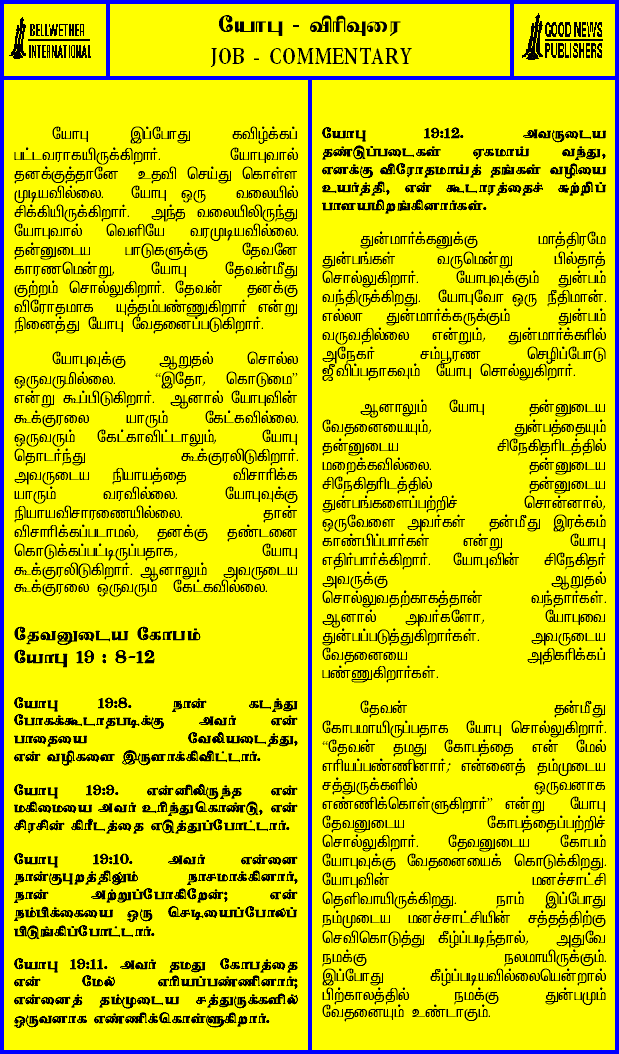 BELLWETHER
INTERNATIONAL
யோபு - விரிவுரை
JOB - COMMENTARY
GOOD NEWS
PUBLISHERS
யோபு இப்போது கவிழ்க்கப்
பட்டவராகயிருக்கிறார். யோபுவால்
தனக்குத்தானே உதவி செய்து கொள்ள
முடியவில்லை. யோபு ஒரு வலையில்
சிக்கியிருக்கிறார். அந்த வலையிலிருந்து
யோபுவால் வெளியே வரமுடியவில்லை.
தன்னுடைய பாடுகளுக்கு தேவனே
காரணமென்று, யோபு தேவன்மீது
குற்றம் சொல்லுகிறார். தேவன் தனக்கு
விரோதமாக யுத்தம்பண்ணுகிறார் என்று
நினைத்து யோபு வேதனைப்படுகிறார்.
யோபுவுக்கு ஆறுதல் சொல்ல
ஒருவருமில்லை. “இதோ, கொடுமை”
என்று கூப்பிடுகிறார். ஆனால் யோபுவின்
கூக்குரலை யாரும் கேட்கவில்லை.
ஒருவரும் கேட்காவிட்டாலும், யோபு
தொடர்ந்து கூக்குரலிடுகிறார்.
அவருடைய நியாயத்தை விசாரிக்க
யாரும் வரவில்லை. யோபுவுக்கு
நியாயவிசாரணையில்லை. தான்
விசாரிக்கப்படாமல், தனக்கு தண்டனை
கொடுக்கப்பட்டிருப்பதாக, யோபு
கூக்குரலிடுகிறார். ஆனாலும் அவருடைய
கூக்குரலை ஒருவரும் கேட்கவில்லை.
தேவனுடைய கோபம்
யோபு 19 : 8-12
யோபு 19:8. நான் கடந்து
போகக்கூடாதபடிக்கு அவர் என்
பாதையை வேலியடைத்து,
என் வழிகளை இருளாக்கிவிட்டார்.
யோபு 19:9. என்னிலிருந்த என்
மகிமையை அவர் உரிந்துகொண்டு, என்
சிரசின் கிரீடத்தை எடுத்துப்போட்டார்.
யோபு 19:10. அவர் என்னை
நான்குபுறத்திலும் நாசமாக்கினார்,
நான் அற்றுப்போகிறேன்; என்
நம்பிக்கையை ஒரு செடியைப்போலப்
பிடுங்கிப்போட்டார்.
யோபு 19:11. அவர் தமது கோபத்தை
என் மேல் எரியப்பண்ணினார்;
என்னைத் தம்முடைய சத்துருக்களில்
ஒருவனாக எண்ணிக்கொள்ளுகிறார்.
யோபு 19:12. அவருடைய
தண்டுப்படைகள் ஏகமாய் வந்து,
எனக்கு விரோதமாய்த் தங்கள் வழியை
உயர்த்தி, என் கூடாரத்தைச் சுற்றிப்
பாளயமிறங்கினார்கள்.
துன்மார்க்கனுக்கு மாத்திரமே
துன்பங்கள் வருமென்று பில்தாத்
சொல்லுகிறார். யோபுவுக்கும் துன்பம்
வந்திருக்கிறது. யோபுவோ ஒரு நீதிமான்.
எல்லா துன்மார்க்கருக்கும் துன்பம்
வருவதில்லை என்றும், துன்மார்க்கரில்
அநேகர் சம்பூரண செழிப்போடு
ஜீவிப்பதாகவும் யோபு சொல்லுகிறார்.
ஆனாலும் யோபு தன்னுடைய
வேதனையையும், துன்பத்தையும்
தன்னுடைய சிநேகிதரிடத்தில்
மறைக்கவில்லை. தன்னுடைய
சிநேகிதரிடத்தில் தன்னுடைய
துன்பங்களைப்பற்றிச் சொன்னால்,
ஒருவேளை அவர்கள் தன்மீது இரக்கம்
காண்பிப்பார்கள் என்று யோபு
எதிர்பார்க்கிறார். யோபுவின் சிநேகிதர்
அவருக்கு ஆறுதல்
சொல்லுவதற்காகத்தான் வந்தார்கள்.
ஆனால் அவர்களோ, யோபுவை
துன்பப்படுத்துகிறார்கள். அவருடைய
வேதனையை அதிகரிக்கப்
பண்ணுகிறார்கள்.
தேவன் தன்மீது
கோபமாயிருப்பதாக யோபு சொல்லுகிறார்.
“தேவன் தமது கோபத்தை என் மேல்
எரியப்பண்ணினார்; என்னைத் தம்முடைய
சத்துருக்களில் ஒருவனாக
எண்ணிக்கொள்ளுகிறார்” என்று யோபு
தேவனுடைய கோபத்தைப்பற்றிச்
சொல்லுகிறார். தேவனுடைய கோபம்
யோபுவுக்கு வேதனையைக் கொடுக்கிறது.
யோபுவின் மனச்சாட்சி
தெளிவாயிருக்கிறது. நாம் இப்போது
நம்முடைய மனச்சாட்சியின் சத்தத்திற்கு
செவிகொடுத்து கீழ்ப்படிந்தால், அதுவே
நமக்கு நலமாயிருக்கும்.
இப்போது கீழ்ப்படியவில்லையென்றால்
பிற்காலத்தில் நமக்கு துன்பமும்
வேதனையும் உண்டாகும்.